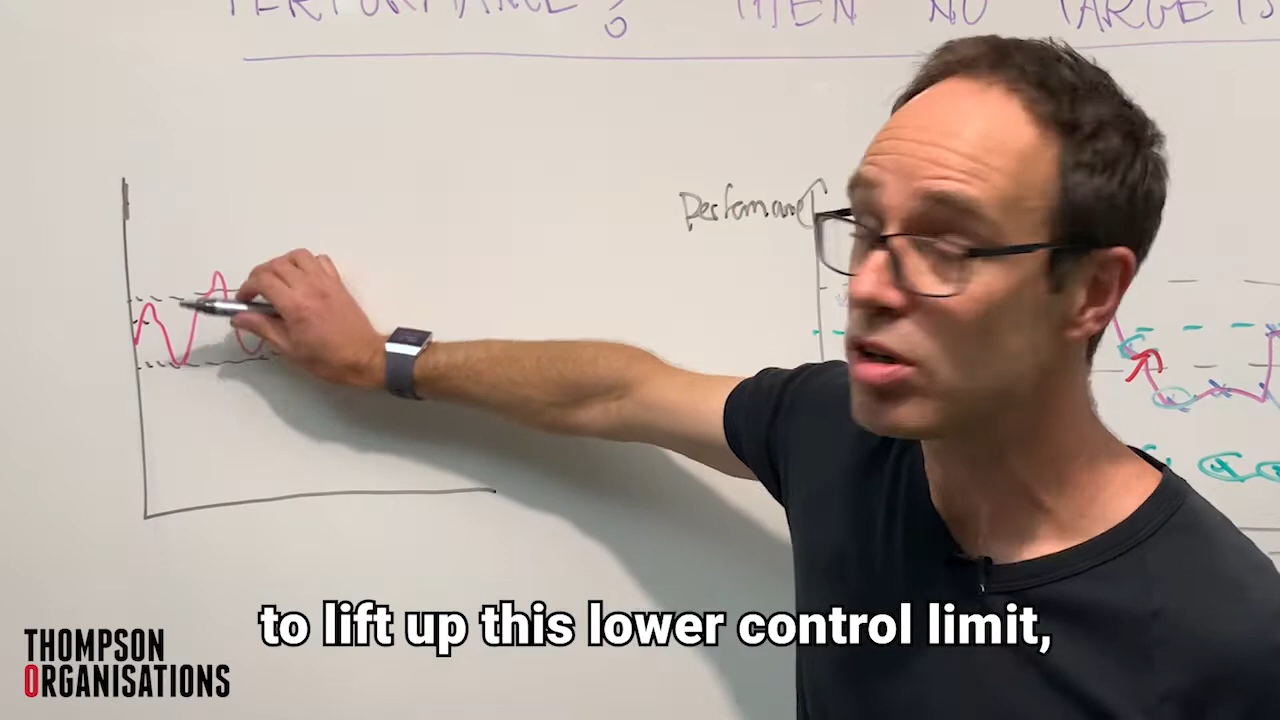 PERFORMANCE? THEN NO TARGETS
Performance
to lift up this lower control limit,
THOMPSON
ORGANISATIONS